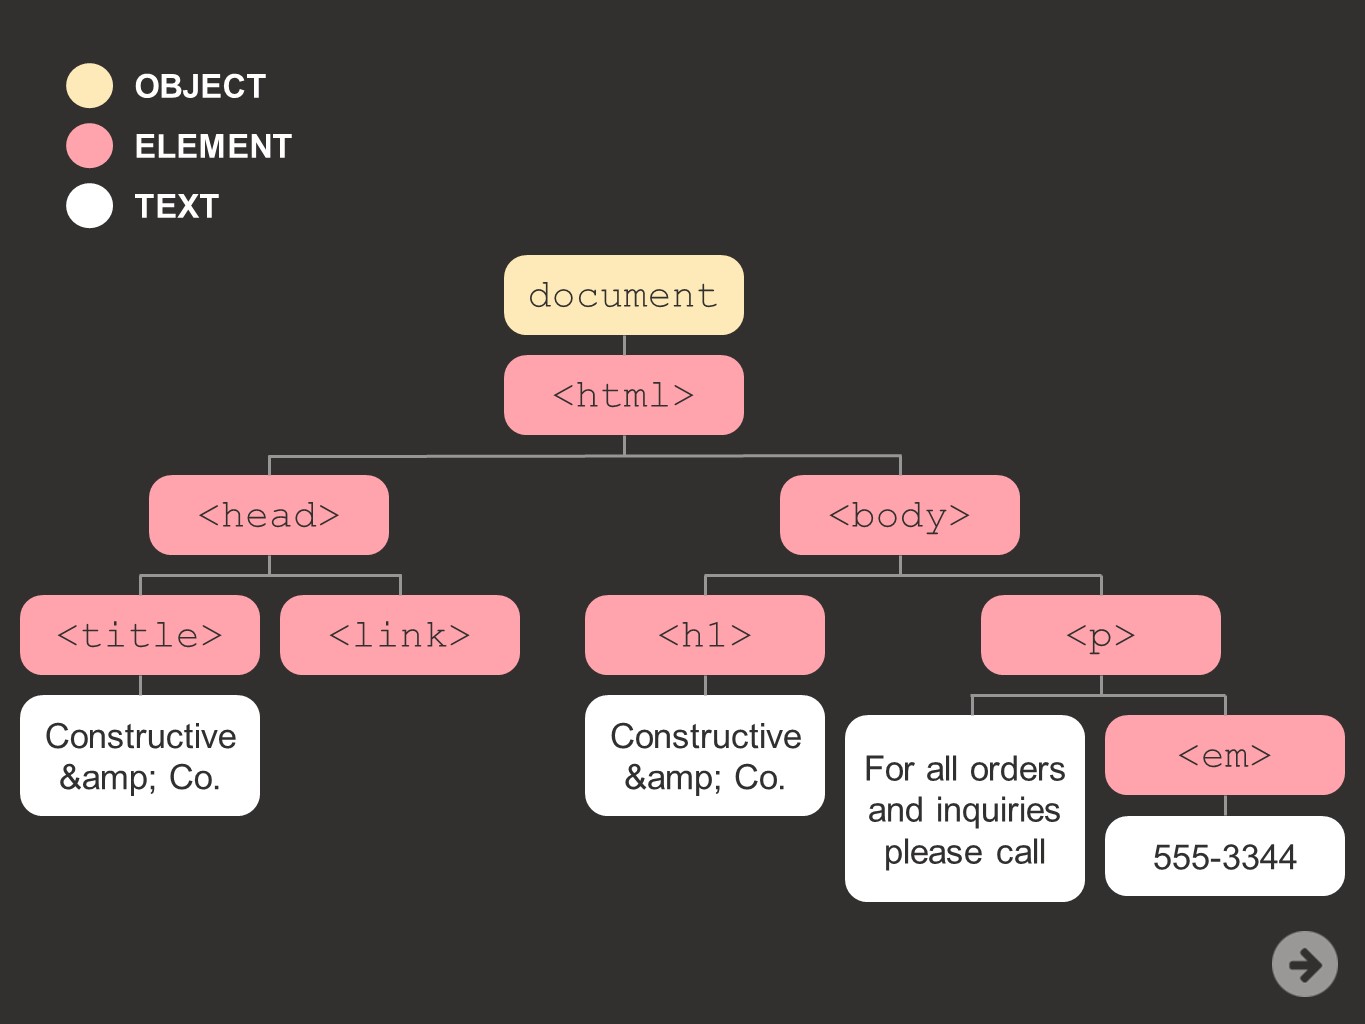 OBJECT
ELEMENT
TEXT
document
<html>
<head>
<body>
<title>
<link>
<h1>
<p>
Constructive
&amp; Co.
Constructive
&amp; Co.
For all orders
and inquiries
please call
<em>
555-3344